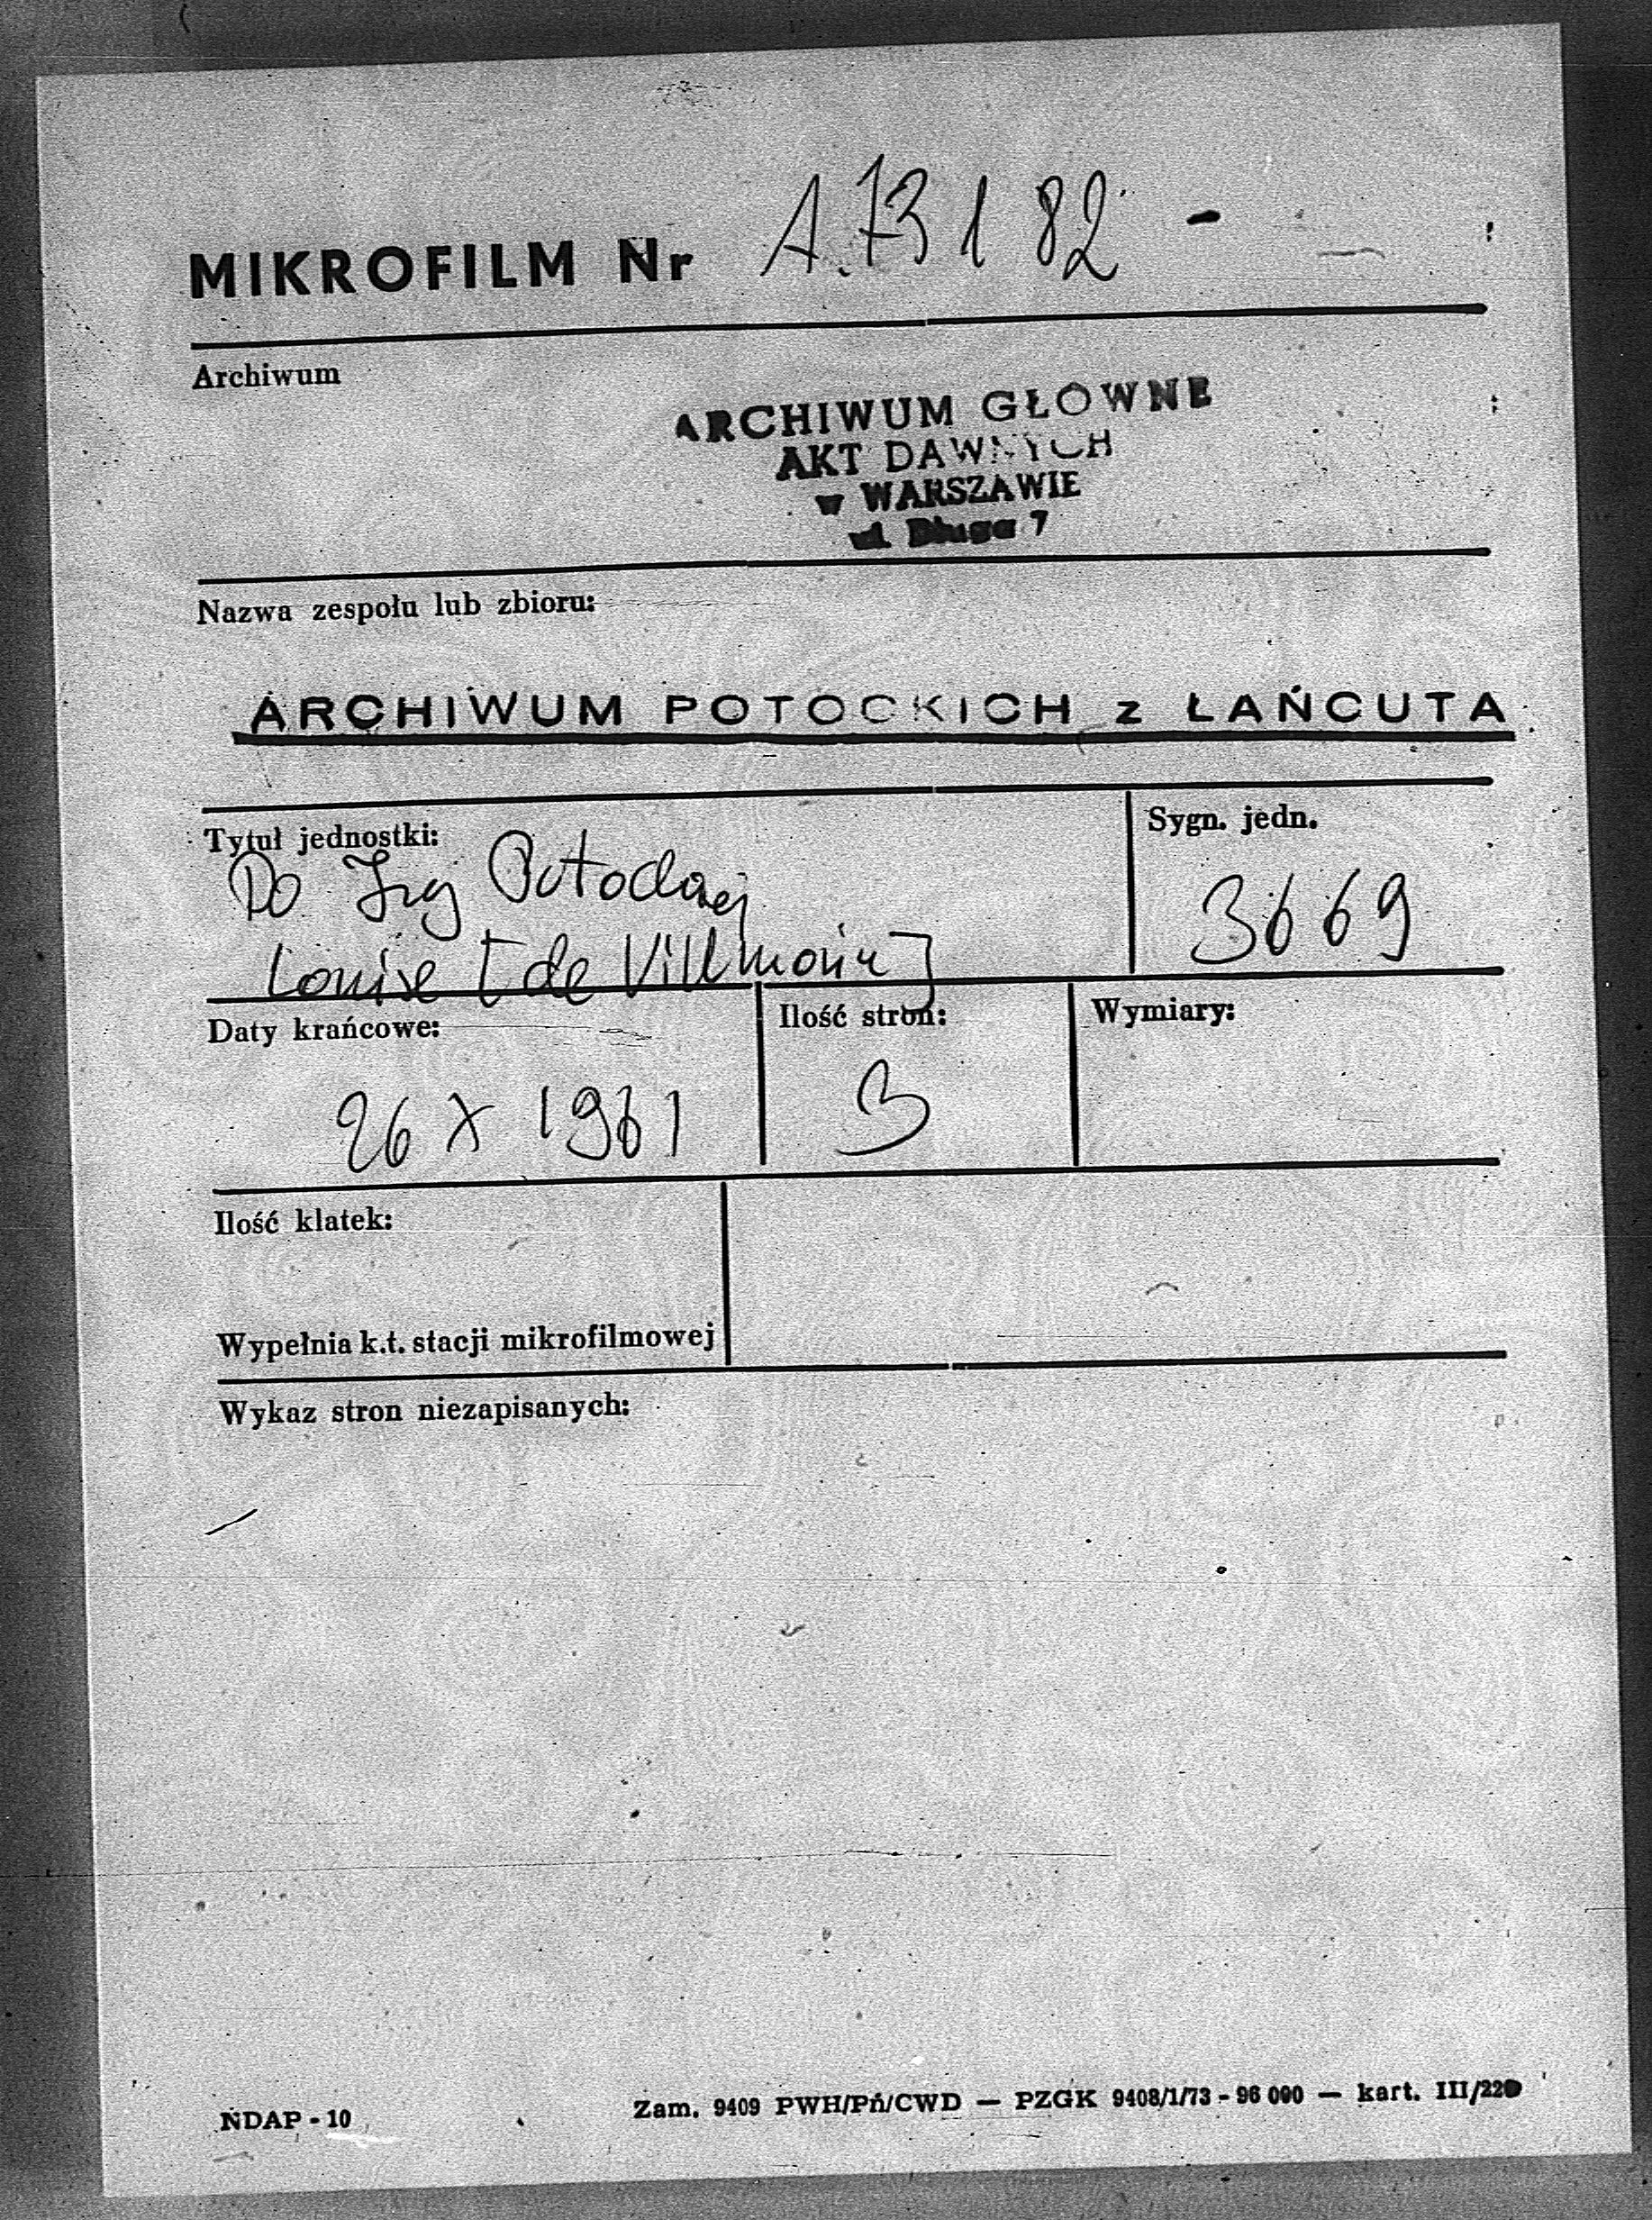 MIKROFILM Nr A.73182
Archiwum
ARCHIWUM GŁÓWNE
AKT DAWNYCH
w WARSZAWIE
ul. Długa 7
Nazwa zespołu lub zbioru:
ARCHIWUM POTOCKICH z ŁAŃCUTA
Tytuł jednostki:
Sygn. jedn.
Do Izy Potockiej
3669
Louise [de Vilmorin]
Daty krańcowe:
Ilość stron:
Wymiary:
26 X 1961
3
Ilość klatek:
Wypełnia k.t. stacji mikrofilmowej
Wykaz stron niezapisanych:
NDAP - 10
Zam. 9409 PWH/Pń/CWD — PZGK 9408/1/73 - 96 000 — kart. III/220